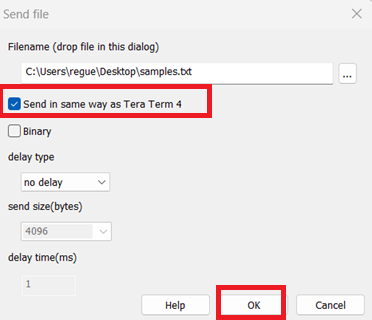 Send file
Filename (drop file in this dialog)
C:\Users\regue\Desktop\samples.txt
...
Send in same way as Tera Term 4
Binary
delay type
no delay
send size(bytes)
4096
delay time(ms)
1
Help OK Cancel